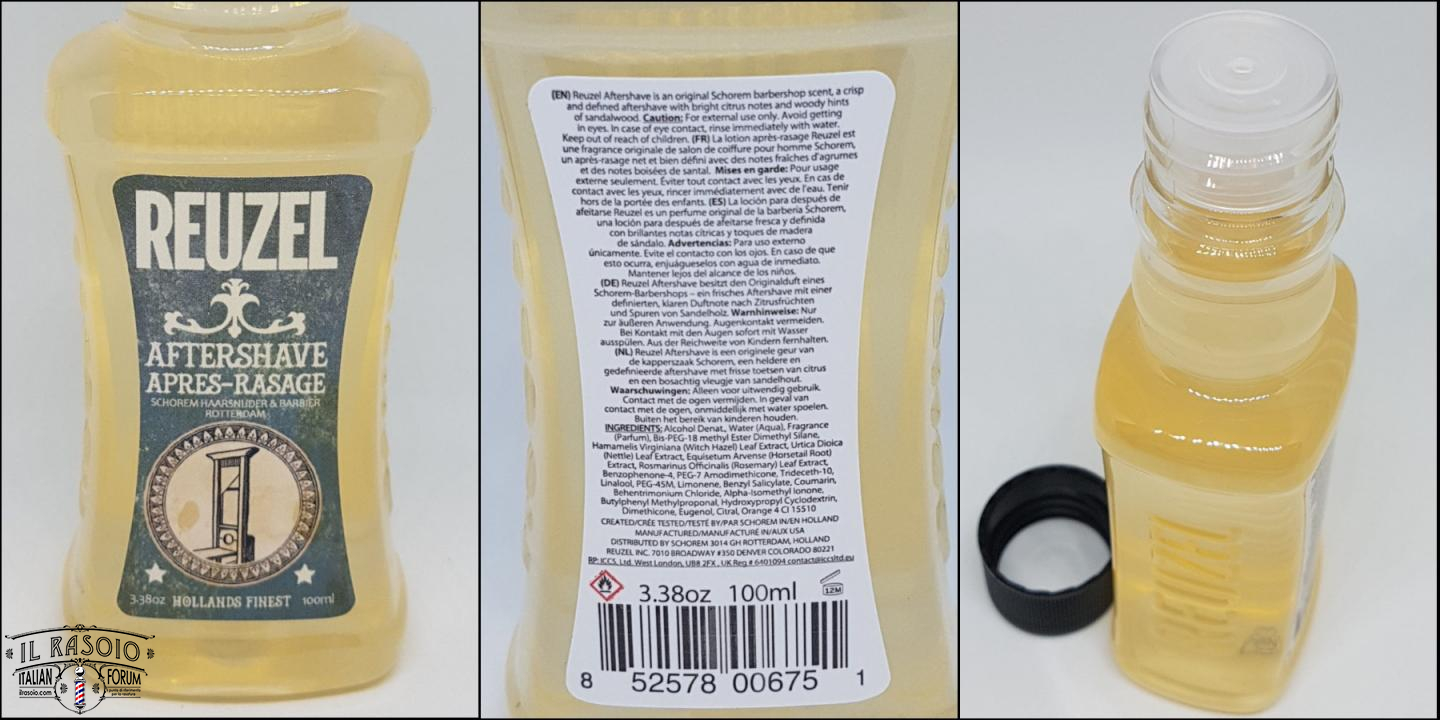 REUZEL
AFTERSHAVE
APRES-RASAGE
SCHOREM HAARSNIJDER & BARBIER
ROTTERDAM
3.38oz HOLLANDS FINEST 100ml
IL RASOIO
ITALIAN FORUM
ilrasoio.com
(EN) Reuzel Aftershave is an original Schorem barbershop scent, a crisp
and defined aftershave with bright citrus notes and woody hints
of sandalwood. Caution: For external use only. Avoid getting
in eyes. In case of eye contact, rinse immediately with water.
Keep out of reach of children. (FR) La lotion après-rasage Reuzel est
une fragrance originale de salon de coiffure pour homme Schorem,
un après-rasage net et bien défini avec des notes fraîches d'agrumes
et des notes boisées de santal. Mises en garde: Pour usage
externe seulement. Éviter tout contact avec les yeux. En cas de
contact avec les yeux, rincer immédiatement avec de l'eau. Tenir
hors de la portée des enfants. (ES) La loción para después de
afeitarse Reuzel es un perfume original de la barbería Schorem,
una loción para después de afeitarse fresca y definida
con brillantes notas cítricas y toques de madera
de sándalo. Advertencias: Para uso externo
únicamente. Evite el contacto con los ojos. En caso de que
esto ocurra, enjuágueselos con agua de inmediato.
Mantener lejos del alcance de los niños.
(DE) Reuzel Aftershave besitzt den Originalduft eines
Schorem-Barbershops – ein frisches Aftershave mit einer
definierten, klaren Duftnote nach Zitrusfrüchten
und Spuren von Sandelholz. Warnhinweise: Nur
zur äußeren Anwendung. Augenkontakt vermeiden.
Bei Kontakt mit den Augen sofort mit Wasser
ausspülen. Aus der Reichweite von Kindern fernhalten.
(NL) Reuzel Aftershave is een originele geur van
de kapperszaak Schorem, een heldere en
gedefinieerde aftershave met frisse toetsen van citrus
en een bosachtig vleugje van sandelhout.
Waarschuwingen: Alleen voor uitwendig gebruik.
Contact met de ogen vermijden. In geval van
contact met de ogen, onmiddellijk met water spoelen.
Buiten het bereik van kinderen houden.
INGREDIENTS: Alcohol Denat., Water (Aqua), Fragrance
(Parfum), Bis-PEG-18 methyl Ester Dimethyl Silane,
Hamamelis Virginiana (Witch Hazel) Leaf Extract, Urtica Dioica
(Nettle) Leaf Extract, Equisetum Arvense (Horsetail Root)
Extract, Rosmarinus Officinalis (Rosemary) Leaf Extract,
Benzophenone-4, PEG-7 Amodimethicone, Trideceth-10,
Linalool, PEG-45M, Limonene, Benzyl Salicylate, Coumarin,
Behentrimonium Chloride, Alpha-Isomethyl Ionone,
Butylphenyl Methylproponal, Hydroxypropyl Cyclodextrin,
Dimethicone, Eugenol, Citral, Orange 4 CI 15510
CREATED/CRÉE TESTED/TESTÉ BY/PAR SCHOREM IN/EN HOLLAND
MANUFACTURED/MANUFACTURÉ IN/AUX USA
DISTRIBUTED BY SCHOREM 3014 GH ROTTERDAM, HOLLAND
REUZEL INC. 7010 BROADWAY #350 DENVER COLORADO 80221
RP: ICCS, Ltd. West London, UB8 2FX, UK Reg # 6401094 contact@iccsltd.eu
3.38oz 100ml
12M
8 52578 00675 1
REUZEL